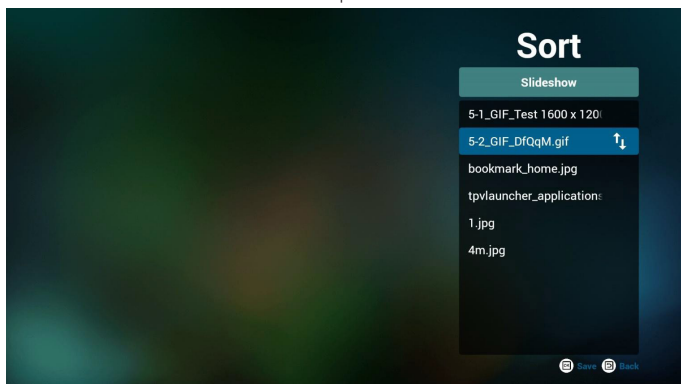 Sort
Slideshow
5-1_GIF_Test 1600 x 120
5-2_GIF_DfQqM.gif
bookmark_home.jpg
tpvlauncher_application
1.jpg
4m.jpg
Save Back